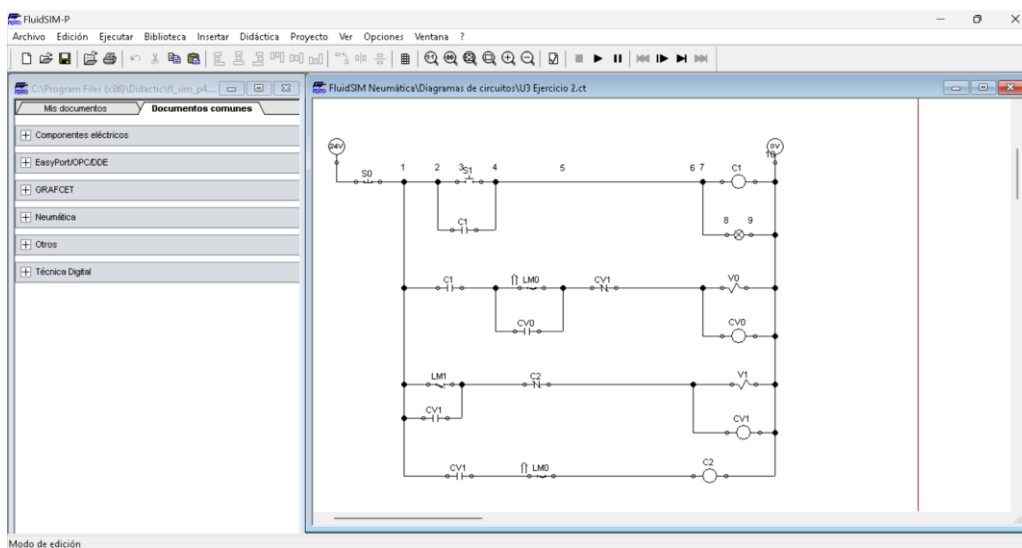 FluidSIM-P
Archivo Edición Ejecutar Biblioteca Insertar Didáctica Proyecto Ver Opciones Ventana ?
C:\Program Files (x86)\Didactic\fl_sim_p4....
Mis documentos Documentos comunes
Componentes eléctricos
EasyPort/OPC/DDE
GRAFCET
Neumática
Otros
Técnica Digital
FluidSIM Neumática\Diagramas de circuitos\U3 Ejercicio 2.ct
24V 0V
10
S0 1 2 3 S1 4 5 6 7 C1
C1 8 9
C1 LM0 CV1 V0
CV0 CV0
LM1 C2 V1
CV1 CV1
CV1 LM0 C2
Modo de edición